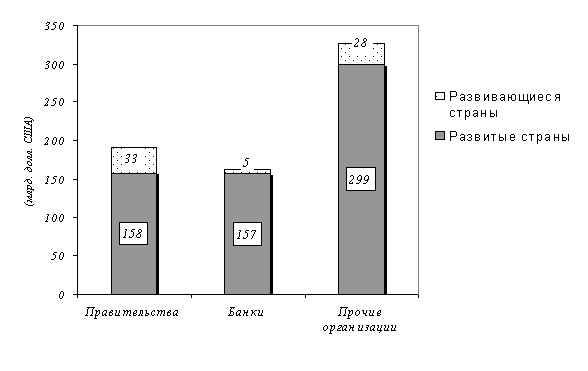 (млрд. долл. США)
350
300
250
200
150
100
50
0
33
158
5
157
28
299
Правительства
Банки
Прочие
организации
Развивающиеся
страны
Развитые страны